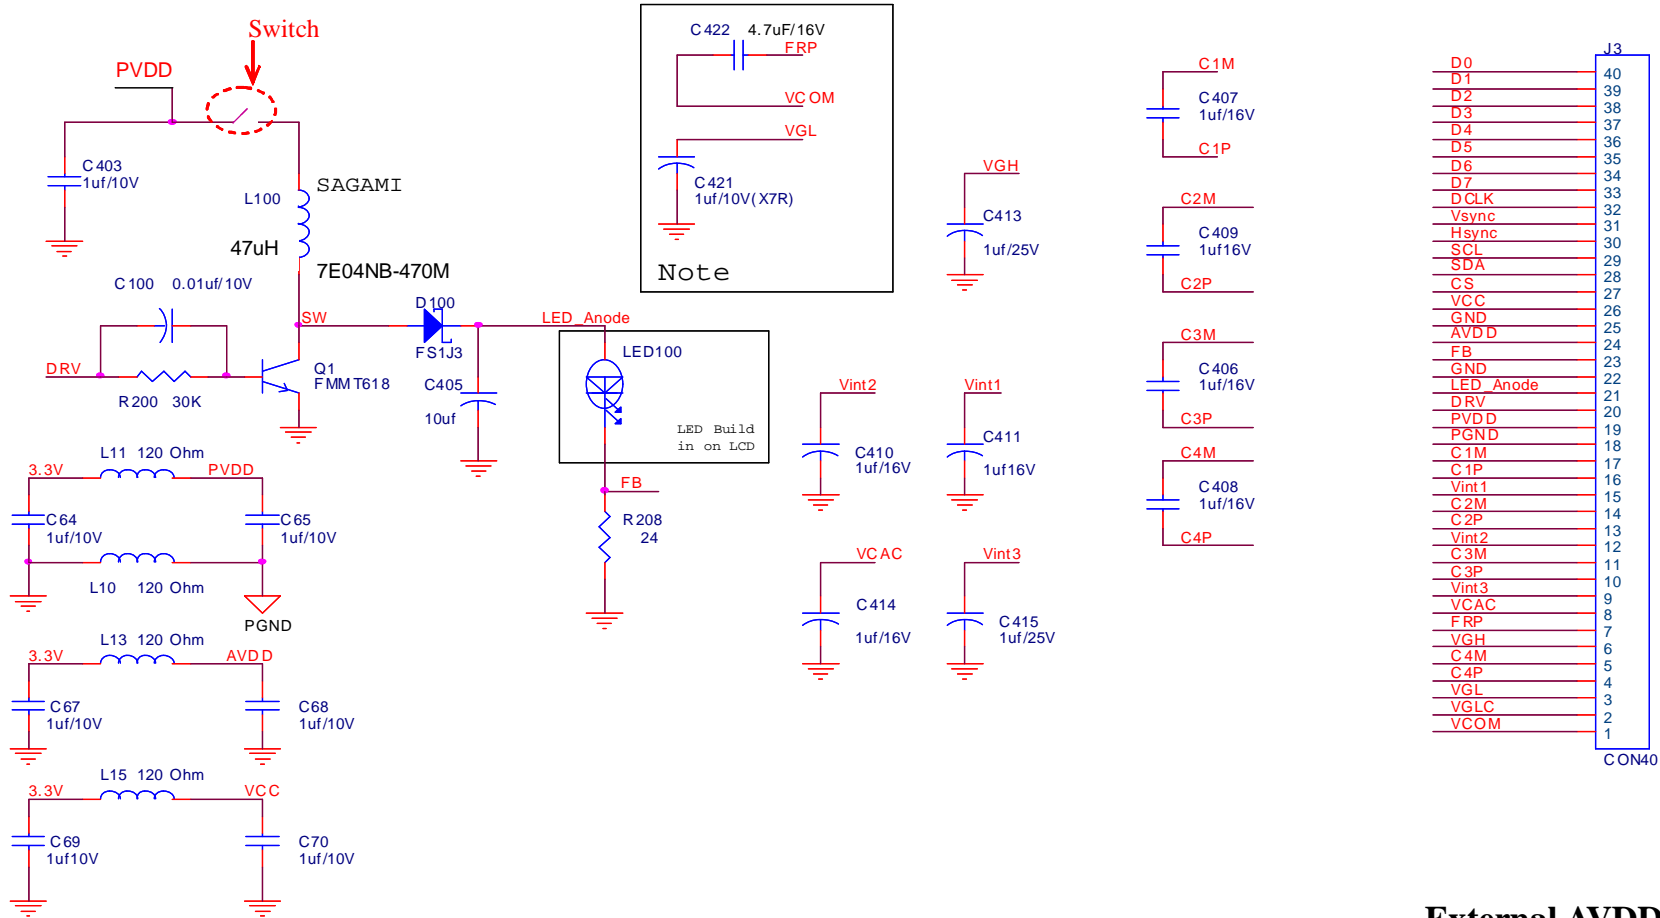 Switch
PVDD
C403
1uf/10V
L100
SAGAMI
47uH
7E04NB-470M
C100 0.01uf/10V
SW
D100
FS1J3
LED_Anode
DRV
R200 30K
Q1
FMMT618
C405
10uf
LED100
LED Build
in on LCD
FB
R208
24
C422 4.7uF/16V
FRP
VCOM
VGL
C421
1uf/10V(X7R)
Note
L11 120 Ohm
3.3V
PVDD
C64
1uf/10V
C65
1uf/10V
L10 120 Ohm
PGND
L13 120 Ohm
3.3V
AVDD
C67
1uf/10V
C68
1uf/10V
L15 120 Ohm
3.3V
VCC
C69
1uf10V
C70
1uf/10V
VGH
C413
1uf/25V
Vint2
C410
1uf/16V
Vint1
C411
1uf16V
VCAC
C414
1uf/16V
Vint3
C415
1uf/25V
C1M
C407
1uf/16V
C1P
C2M
C409
1uf16V
C2P
C3M
C406
1uf/16V
C3P
C4M
C408
1uf/16V
C4P
J3
D0 40
D1 39
D2 38
D3 37
D4 36
D5 35
D6 34
D7 33
DCLK 32
Vsync 31
Hsync 30
SCL 29
SDA 28
CS 27
VCC 26
GND 25
AVDD 24
FB 23
GND 22
LED_Anode 21
DRV 20
PVDD 19
PGND 18
C1M 17
C1P 16
Vint1 15
C2M 14
C2P 13
Vint2 12
C3M 11
C3P 10
Vint3 9
VCAC 8
FRP 7
VGH 6
C4M 5
C4P 4
VGL 3
VGLC 2
VCOM 1
CON40
External AVDD